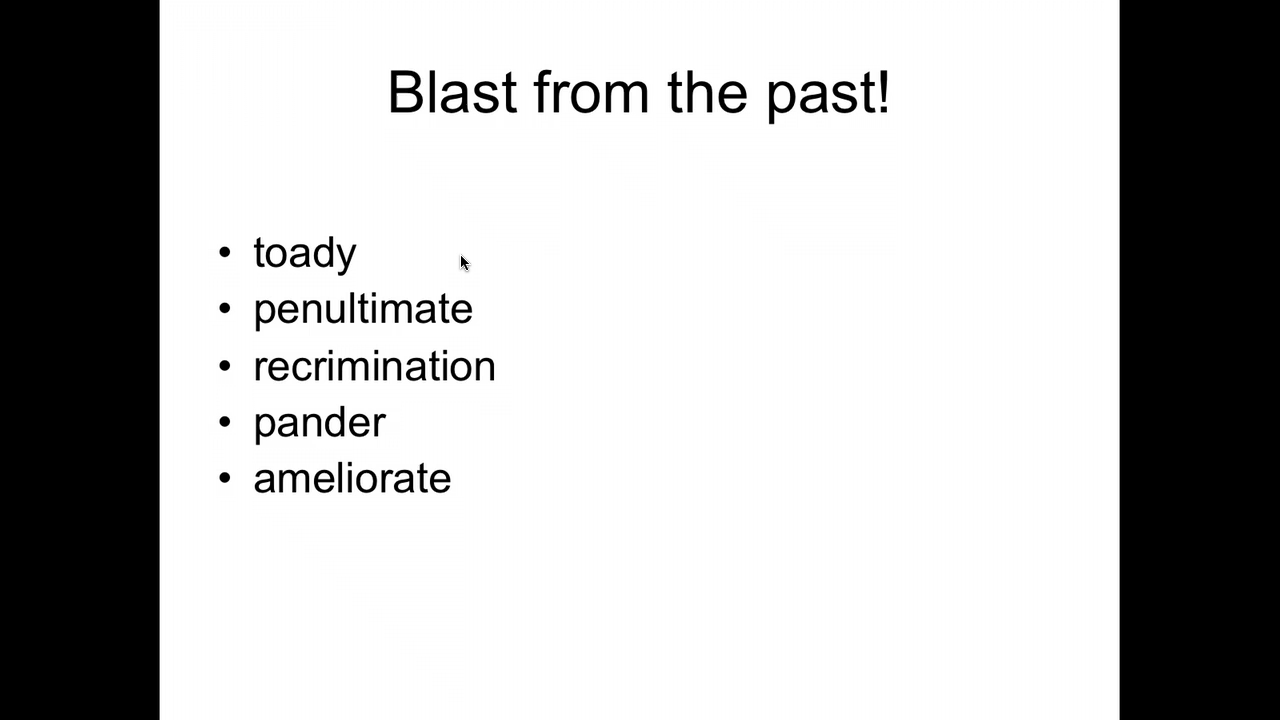 Blast from the past!
• toady
• penultimate
• recrimination
• pander
• ameliorate